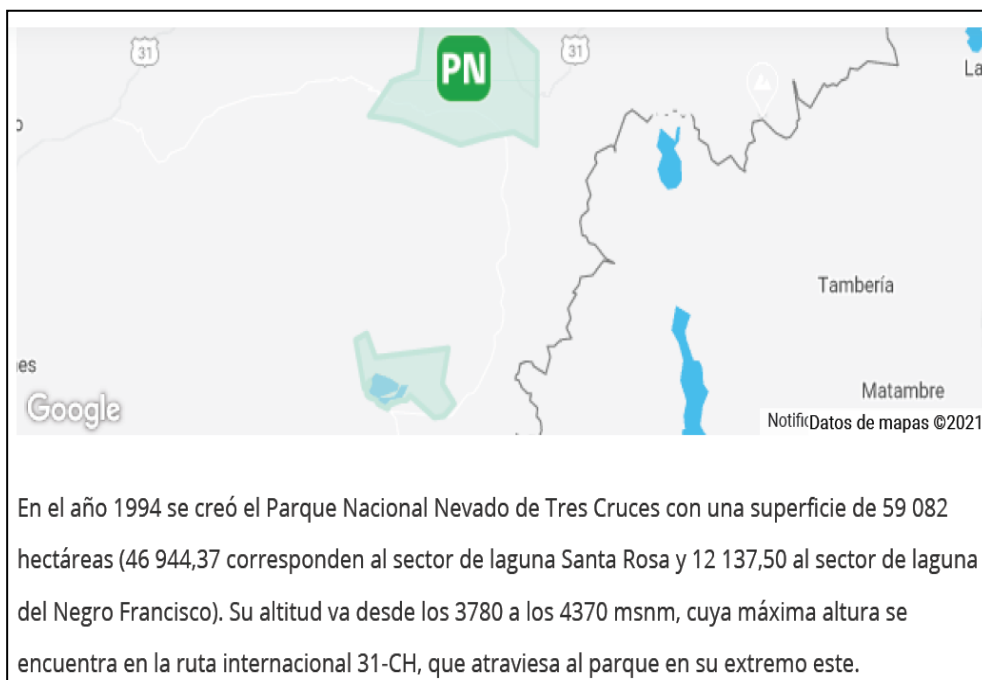 31
31
PN
La
Tambería
es
Matambre
Google
Notific Datos de mapas ©2021
En el año 1994 se creó el Parque Nacional Nevado de Tres Cruces con una superficie de 59 082
hectáreas (46 944,37 corresponden al sector de laguna Santa Rosa y 12 137,50 al sector de laguna
del Negro Francisco). Su altitud va desde los 3780 a los 4370 msnm, cuya máxima altura se
encuentra en la ruta internacional 31-CH, que atraviesa al parque en su extremo este.